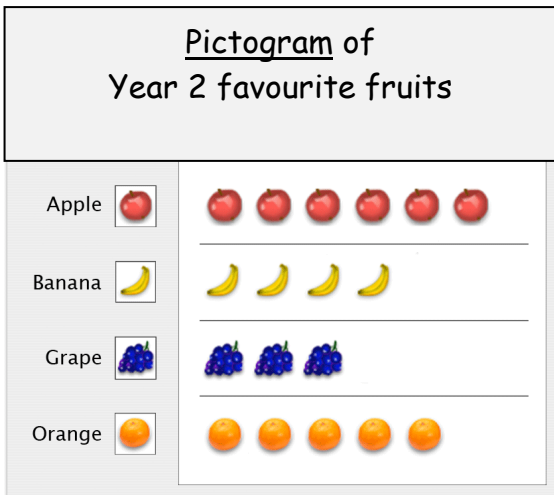 Pictogram of
Year 2 favourite fruits
Apple
Banana
Grape
Orange